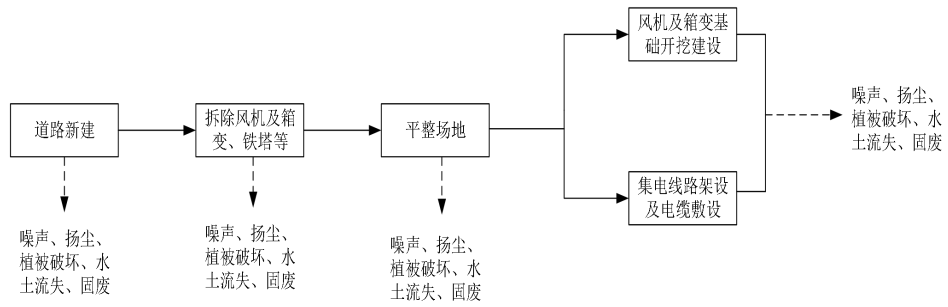 风机及箱变基
础开挖建设
道路新建
拆除风机及箱
变、铁塔等
平整场地
集电线路架设
及电缆敷设
噪声、扬尘、
植被破坏、水
土流失、固废
噪声、扬尘、
植被破坏、水
土流失、固废
噪声、扬尘、
植被破坏、水
土流失、固废
噪声、扬尘、
植被破坏、水
土流失、固废